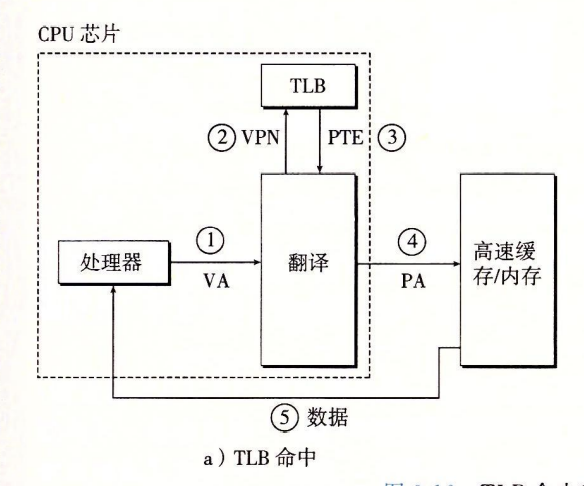 CPU 芯片
TLB
② VPN
PTE ③
①
VA
处理器
翻译
④
PA
高速缓
存/内存
⑤ 数据
a）TLB 命中